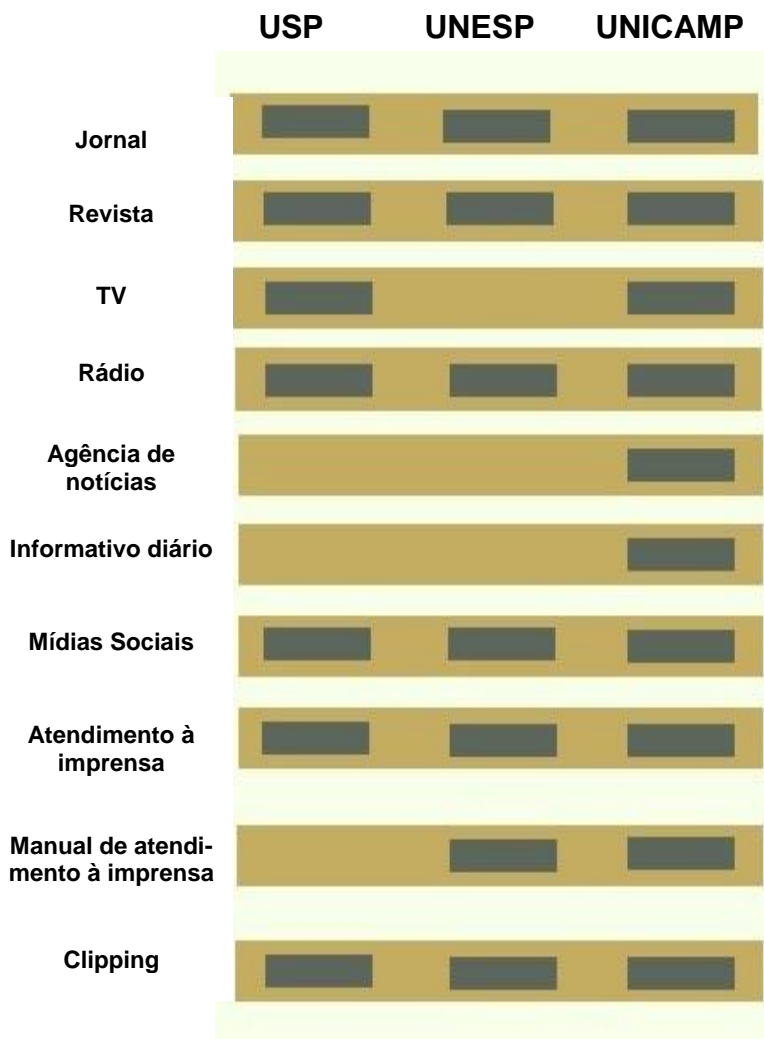 USP UNESP UNICAMP
Jornal
Revista
TV
Rádio
Agência de
notícias
Informativo diário
Mídias Sociais
Atendimento à
imprensa
Manual de atendi-
mento à imprensa
Clipping